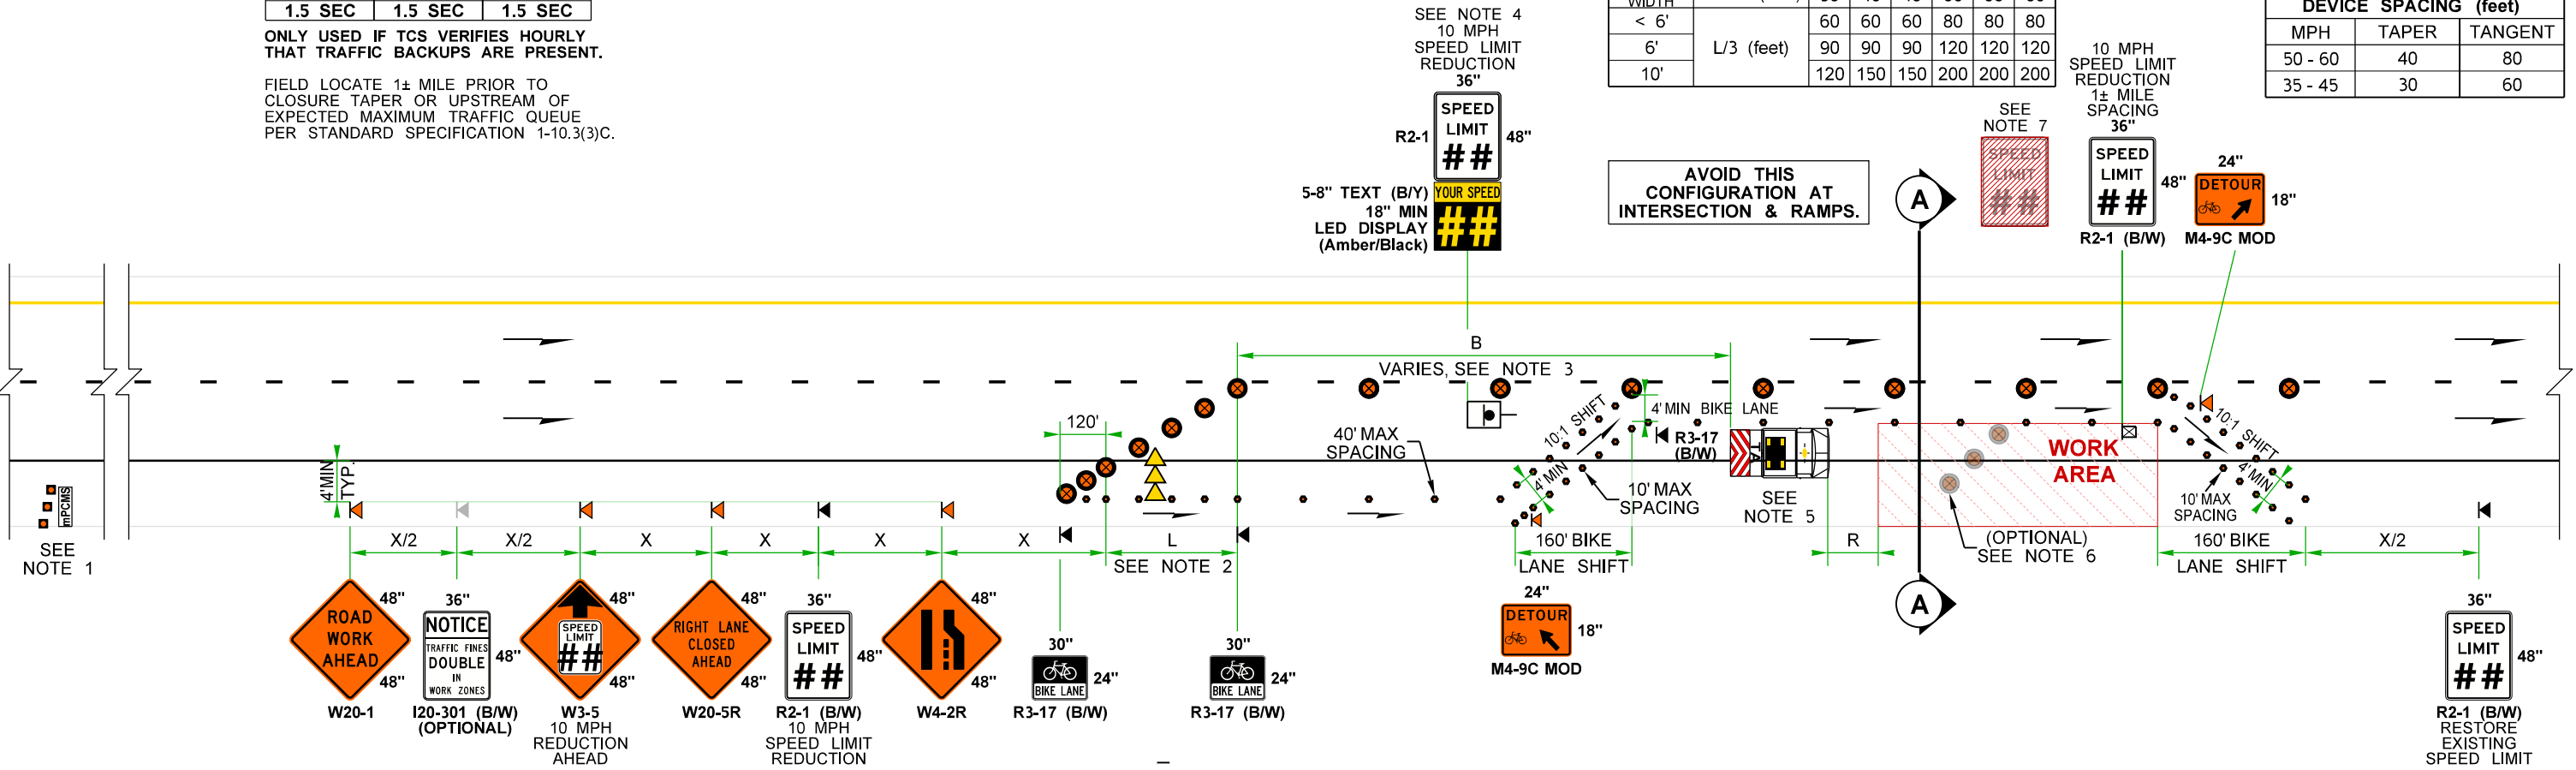 1.5 SEC 1.5 SEC 1.5 SEC
ONLY USED IF TCS VERIFIES HOURLY
THAT TRAFFIC BACKUPS ARE PRESENT.
FIELD LOCATE 1± MILE PRIOR TO
CLOSURE TAPER OR UPSTREAM OF
EXPECTED MAXIMUM TRAFFIC QUEUE
PER STANDARD SPECIFICATION 1-10.3(3)C.
SEE NOTE 4
10 MPH
SPEED LIMIT
REDUCTION
36"
SPEED
LIMIT
##
R2-1
48"
5-8" TEXT (B/Y)
YOUR SPEED
##
18" MIN
LED DISPLAY
(Amber/Black)
WIDTH
< 6' 60 60 60 80 80 80
6' L/3 (feet) 90 90 90 120 120 120
10' 120 150 150 200 200 200
AVOID THIS
CONFIGURATION AT
INTERSECTION & RAMPS.
DEVICE SPACING (feet)
MPH TAPER TANGENT
50 - 60 40 80
35 - 45 30 60
SEE
NOTE 7
SPEED
LIMIT
##
10 MPH
SPEED LIMIT
REDUCTION
1± MILE
SPACING
36"
SPEED
LIMIT
##
48"
R2-1 (B/W)
24"
DETOUR
18"
M4-9C MOD
A
B
VARIES, SEE NOTE 3
120'
4' MIN
TYP.
mPCMS
SEE
NOTE 1
40' MAX
SPACING
10:1 SHIFT
4' MIN
4' MIN BIKE LANE
R3-17
(B/W)
10' MAX
SPACING
TA
SEE
NOTE 5
WORK
AREA
10:1 SHIFT
4' MIN
10' MAX
SPACING
(OPTIONAL)
SEE NOTE 6
X/2 X/2 X X X X L
SEE NOTE 2
160' BIKE
LANE SHIFT
R
160' BIKE
LANE SHIFT
X/2
A
ROAD
WORK
AHEAD
48"
48"
W20-1
36"
NOTICE
TRAFFIC FINES
DOUBLE
IN
WORK ZONES
48"
I20-301 (B/W)
(OPTIONAL)
SPEED
LIMIT
##
48"
48"
W3-5
10 MPH
REDUCTION
AHEAD
RIGHT LANE
CLOSED
AHEAD
48"
48"
W20-5R
36"
SPEED
LIMIT
##
48"
R2-1 (B/W)
10 MPH
SPEED LIMIT
REDUCTION
48"
48"
W4-2R
30"
BIKE LANE
24"
R3-17 (B/W)
30"
BIKE LANE
24"
R3-17 (B/W)
24"
DETOUR
18"
M4-9C MOD
36"
SPEED
LIMIT
##
48"
R2-1 (B/W)
RESTORE
EXISTING
SPEED LIMIT